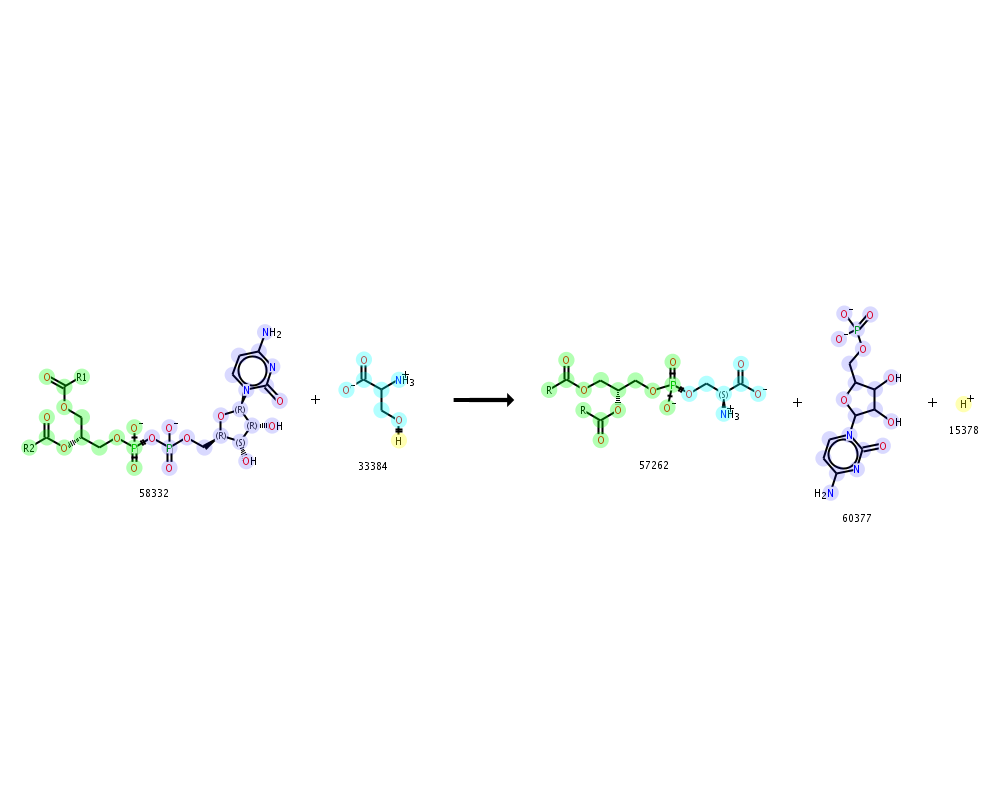 58332
+
33384
57262
+
60377
+
15378
O R1
O
O
R2 O O P O P O
O⁻ O⁻
O O
NH2
N
N O
O (R)
(R) (R) OH
(S)
OH
O
O⁻ NH3 +
O
H
O O
R O O P O (S) O⁻
R O O⁻ NH3 +
O
O⁻ O
O⁻ P
O
OH
O OH
N O
N
H2N
H+